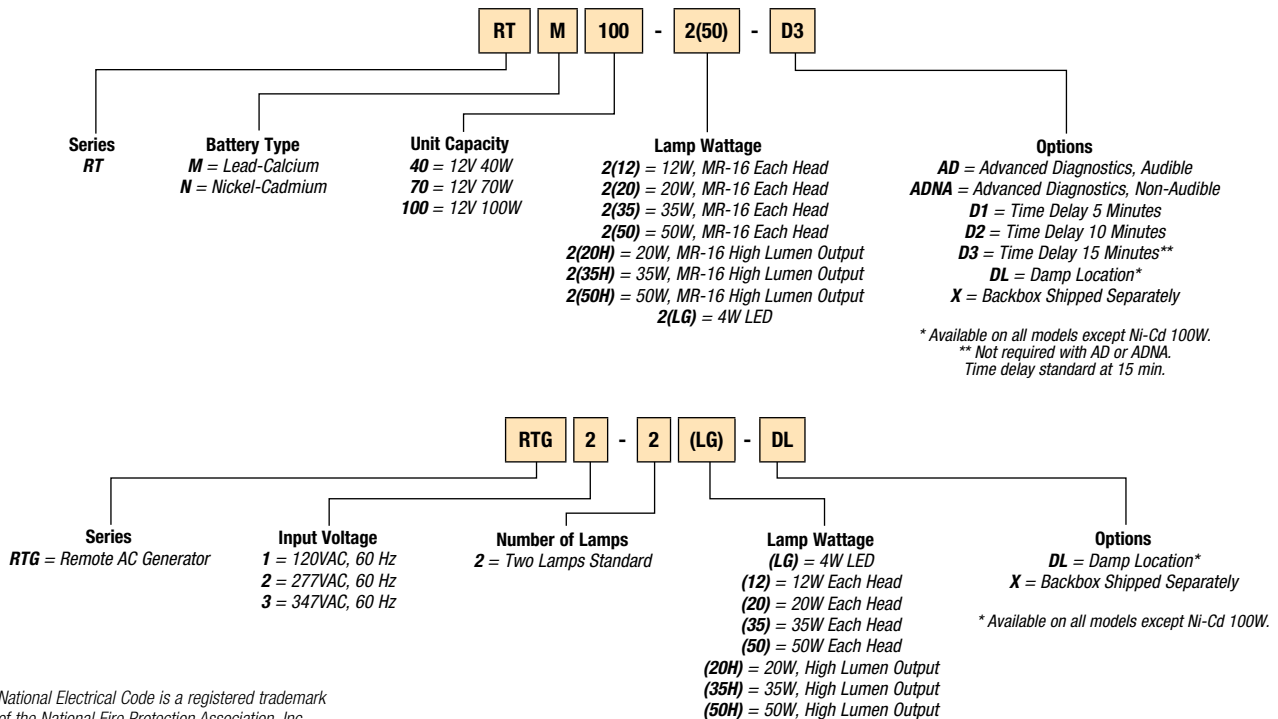 RT M 100 - 2(50) - D3
Series
RT
Battery Type
M = Lead-Calcium
N = Nickel-Cadmium
Unit Capacity
40 = 12V 40W
70 = 12V 70W
100 = 12V 100W
Lamp Wattage
2(12) = 12W, MR-16 Each Head
2(20) = 20W, MR-16 Each Head
2(35) = 35W, MR-16 Each Head
2(50) = 50W, MR-16 Each Head
2(20H) = 20W, MR-16 High Lumen Output
2(35H) = 35W, MR-16 High Lumen Output
2(50H) = 50W, MR-16 High Lumen Output
2(LG) = 4W LED
Options
AD = Advanced Diagnostics, Audible
ADNA = Advanced Diagnostics, Non-Audible
D1 = Time Delay 5 Minutes
D2 = Time Delay 10 Minutes
D3 = Time Delay 15 Minutes**
DL = Damp Location*
X = Backbox Shipped Separately
* Available on all models except Ni-Cd 100W.
** Not required with AD or ADNA.
Time delay standard at 15 min.
RTG 2 - 2 (LG) - DL
Series
RTG = Remote AC Generator
Input Voltage
1 = 120VAC, 60 Hz
2 = 277VAC, 60 Hz
3 = 347VAC, 60 Hz
Number of Lamps
2 = Two Lamps Standard
Lamp Wattage
(LG) = 4W LED
(12) = 12W Each Head
(20) = 20W Each Head
(35) = 35W Each Head
(50) = 50W Each Head
(20H) = 20W, High Lumen Output
(35H) = 35W, High Lumen Output
(50H) = 50W, High Lumen Output
Options
DL = Damp Location*
X = Backbox Shipped Separately
* Available on all models except Ni-Cd 100W.
National Electrical Code is a registered trademark
of the National Fire Protection Association, Inc.